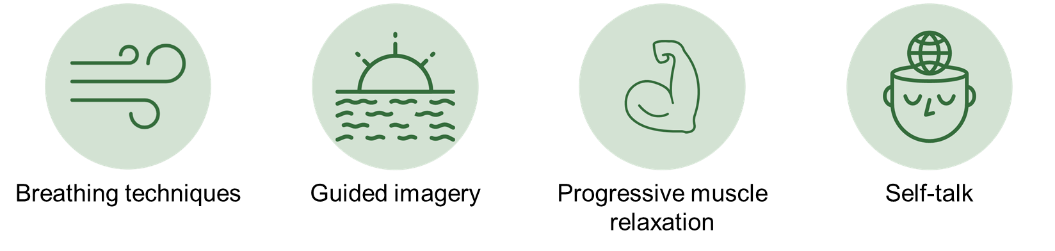 Breathing techniques
Guided imagery
Progressive muscle
relaxation
Self-talk